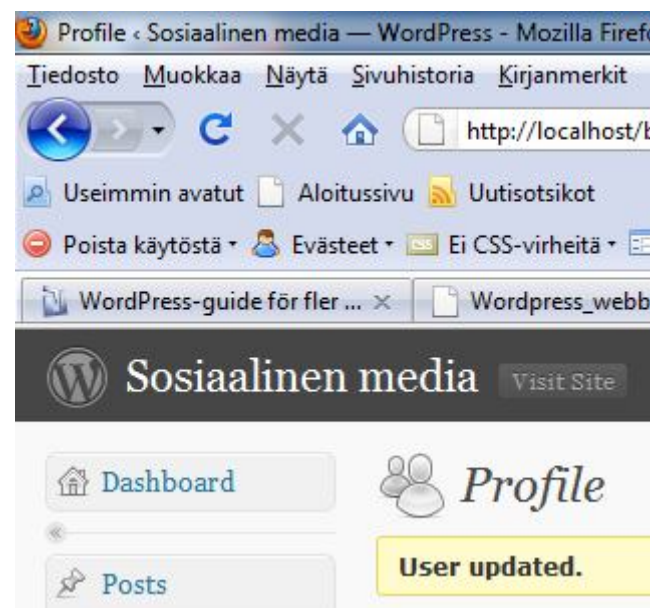 Profile ‹ Sosiaalinen media — WordPress - Mozilla Firef
Tiedosto Muokkaa Näytä Sivuhistoria Kirjanmerkit
http://localhost/b
Useimmin avatut Aloitussivu Uutisotsikot
Poista käytöstä Evästeet Ei CSS-virheitä
WordPress-guide för fler ... Wordpress_webb
Sosiaalinen media Visit Site
Dashboard Profile
User updated.
Posts